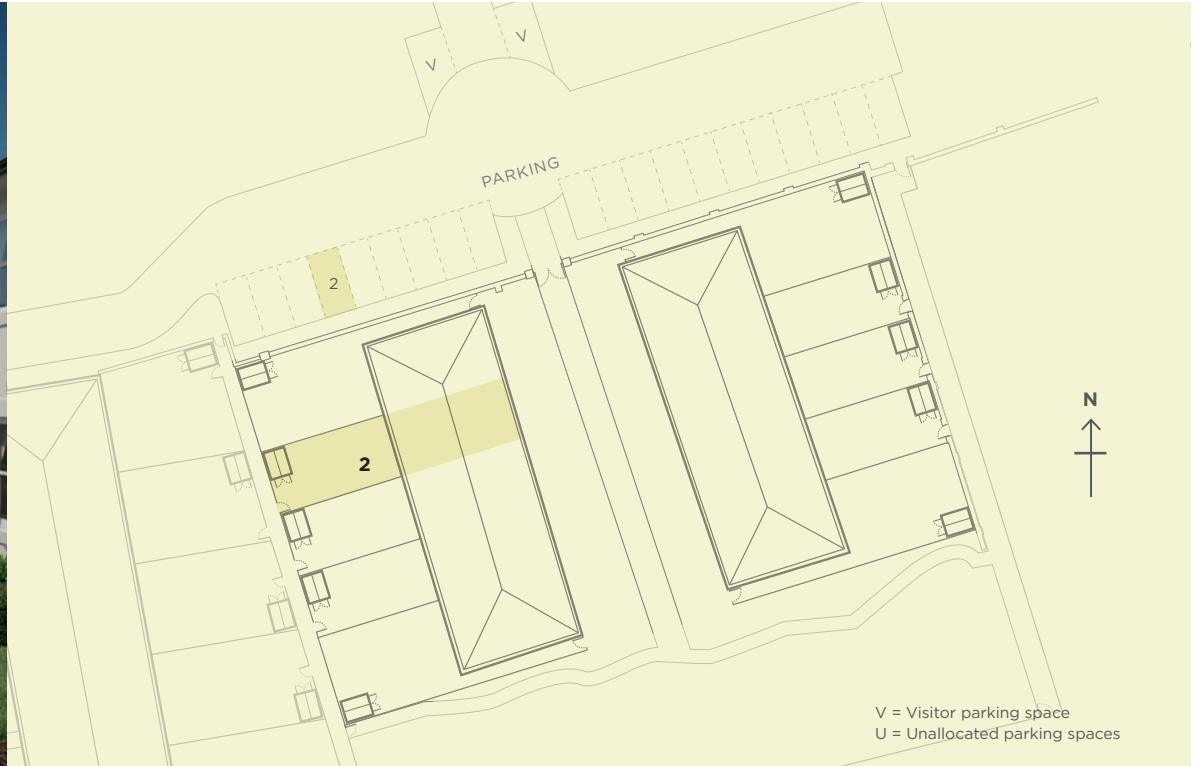 V
V
PARKING
2
N
2
V = Visitor parking space
U = Unallocated parking spaces